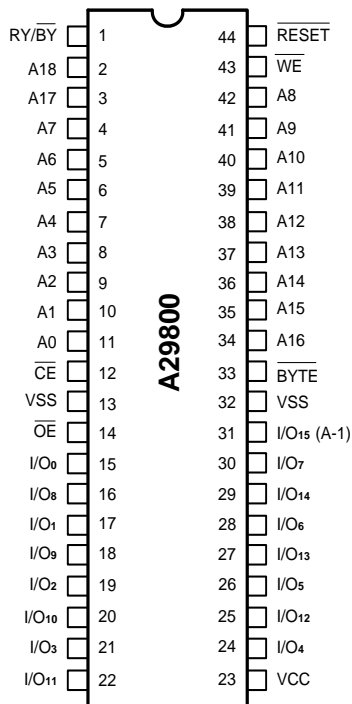 RY/BY 1 44 RESET
A18 2 43 WE
A17 3 42 A8
A7 4 41 A9
A6 5 40 A10
A5 6 39 A11
A4 7 38 A12
A3 8 37 A13
A2 9 36 A14
A1 10 35 A15
A0 11 34 A16
CE 12 33 BYTE
VSS 13 32 VSS
OE 14 31 I/O15 (A-1)
I/O0 15 30 I/O7
I/O8 16 29 I/O14
I/O1 17 28 I/O6
I/O9 18 27 I/O13
I/O2 19 26 I/O5
I/O10 20 25 I/O12
I/O3 21 24 I/O4
I/O11 22 23 VCC
A29800